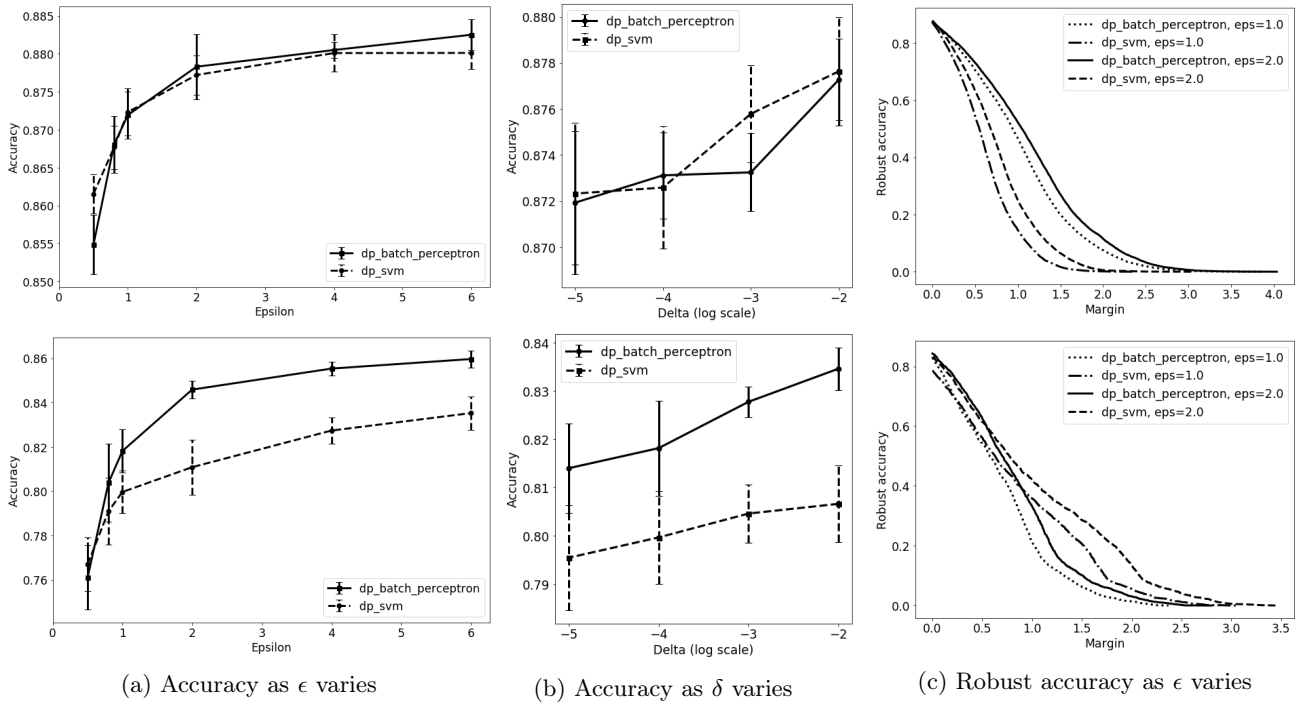 0.885
0.880
0.875
0.870
0.865
0.860
0.855
0.850
Accuracy
0
1
2
3
4
5
6
Epsilon
dp_batch_perceptron
dp_svm
0.880
0.878
0.876
0.874
0.872
0.870
Accuracy
−5
−4
−3
−2
Delta (log scale)
dp_batch_perceptron
dp_svm
0.8
0.6
0.4
0.2
0.0
Robust accuracy
0.0
0.5
1.0
1.5
2.0
2.5
3.0
3.5
4.0
Margin
dp_batch_perceptron, eps=1.0
dp_svm, eps=1.0
dp_batch_perceptron, eps=2.0
dp_svm, eps=2.0
0.86
0.84
0.82
0.80
0.78
0.76
Accuracy
0
1
2
3
4
5
6
Epsilon
dp_batch_perceptron
dp_svm
0.84
0.83
0.82
0.81
0.80
0.79
Accuracy
−5
−4
−3
−2
Delta (log scale)
dp_batch_perceptron
dp_svm
0.8
0.6
0.4
0.2
0.0
Robust accuracy
0.0
0.5
1.0
1.5
2.0
2.5
3.0
3.5
Margin
dp_batch_perceptron, eps=1.0
dp_svm, eps=1.0
dp_batch_perceptron, eps=2.0
dp_svm, eps=2.0
(a) Accuracy as ϵ varies
(b) Accuracy as δ varies
(c) Robust accuracy as ϵ varies